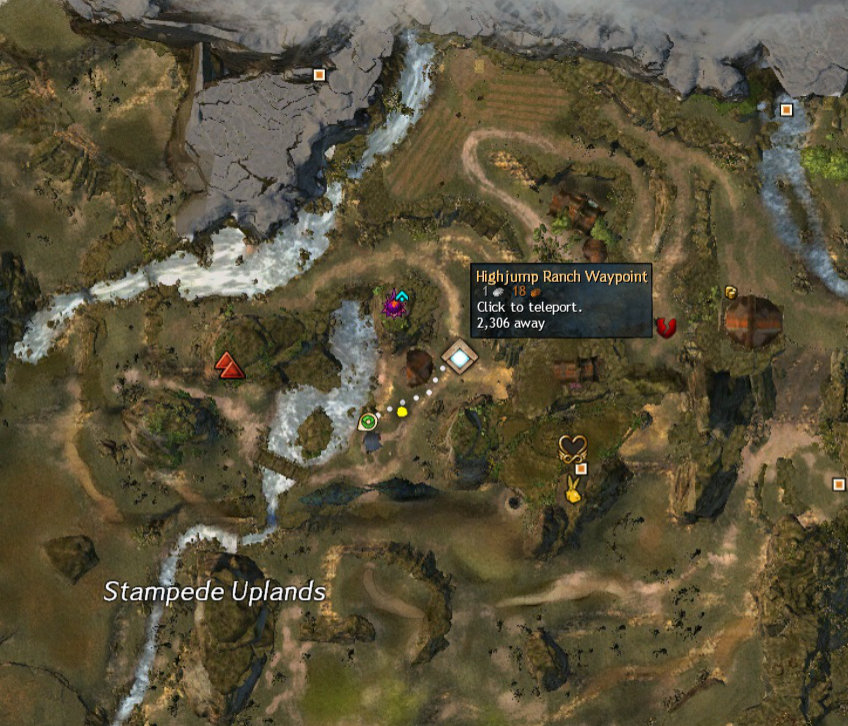 Highjump Ranch Waypoint
1 18
Click to teleport.
2,306 away
Stampede Uplands